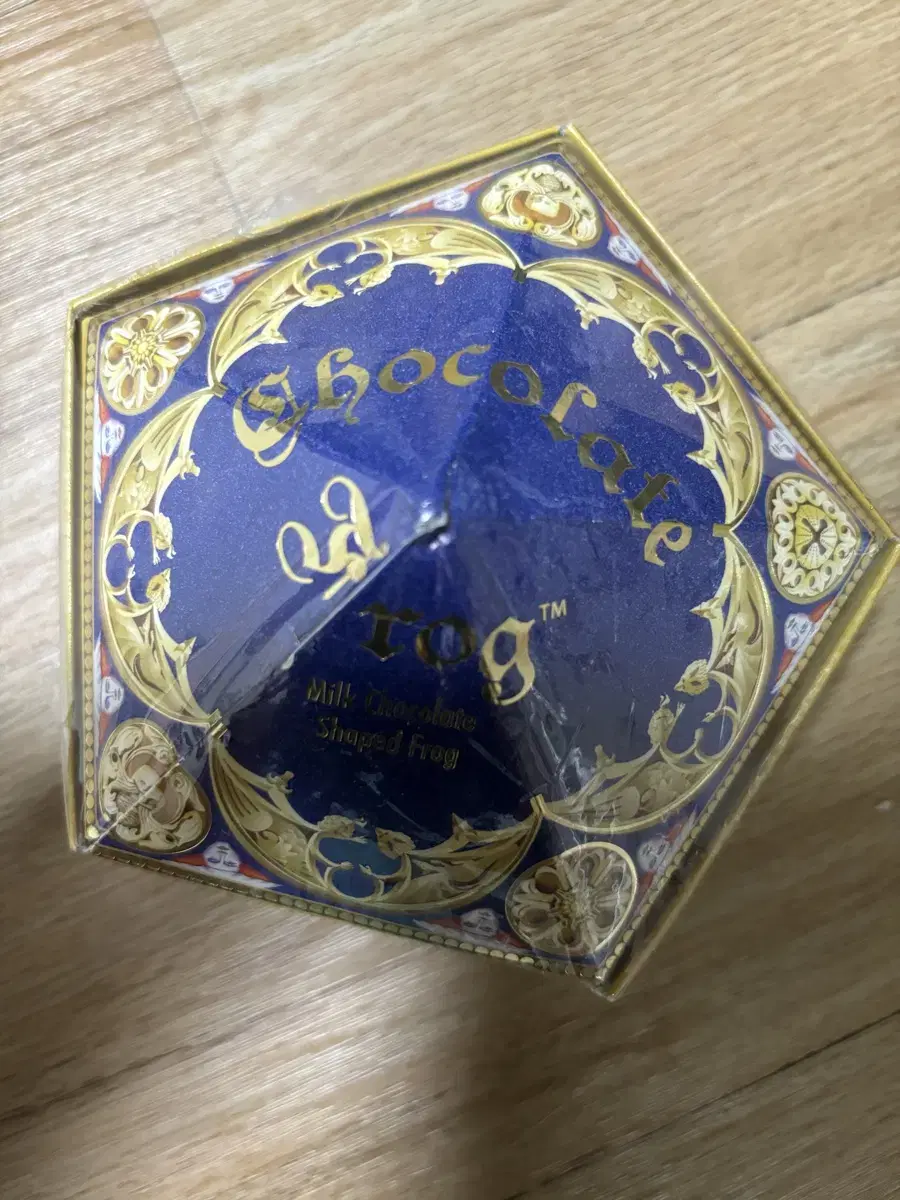 Chocolate
Frog™
Milk Chocolate
Shaped Frog